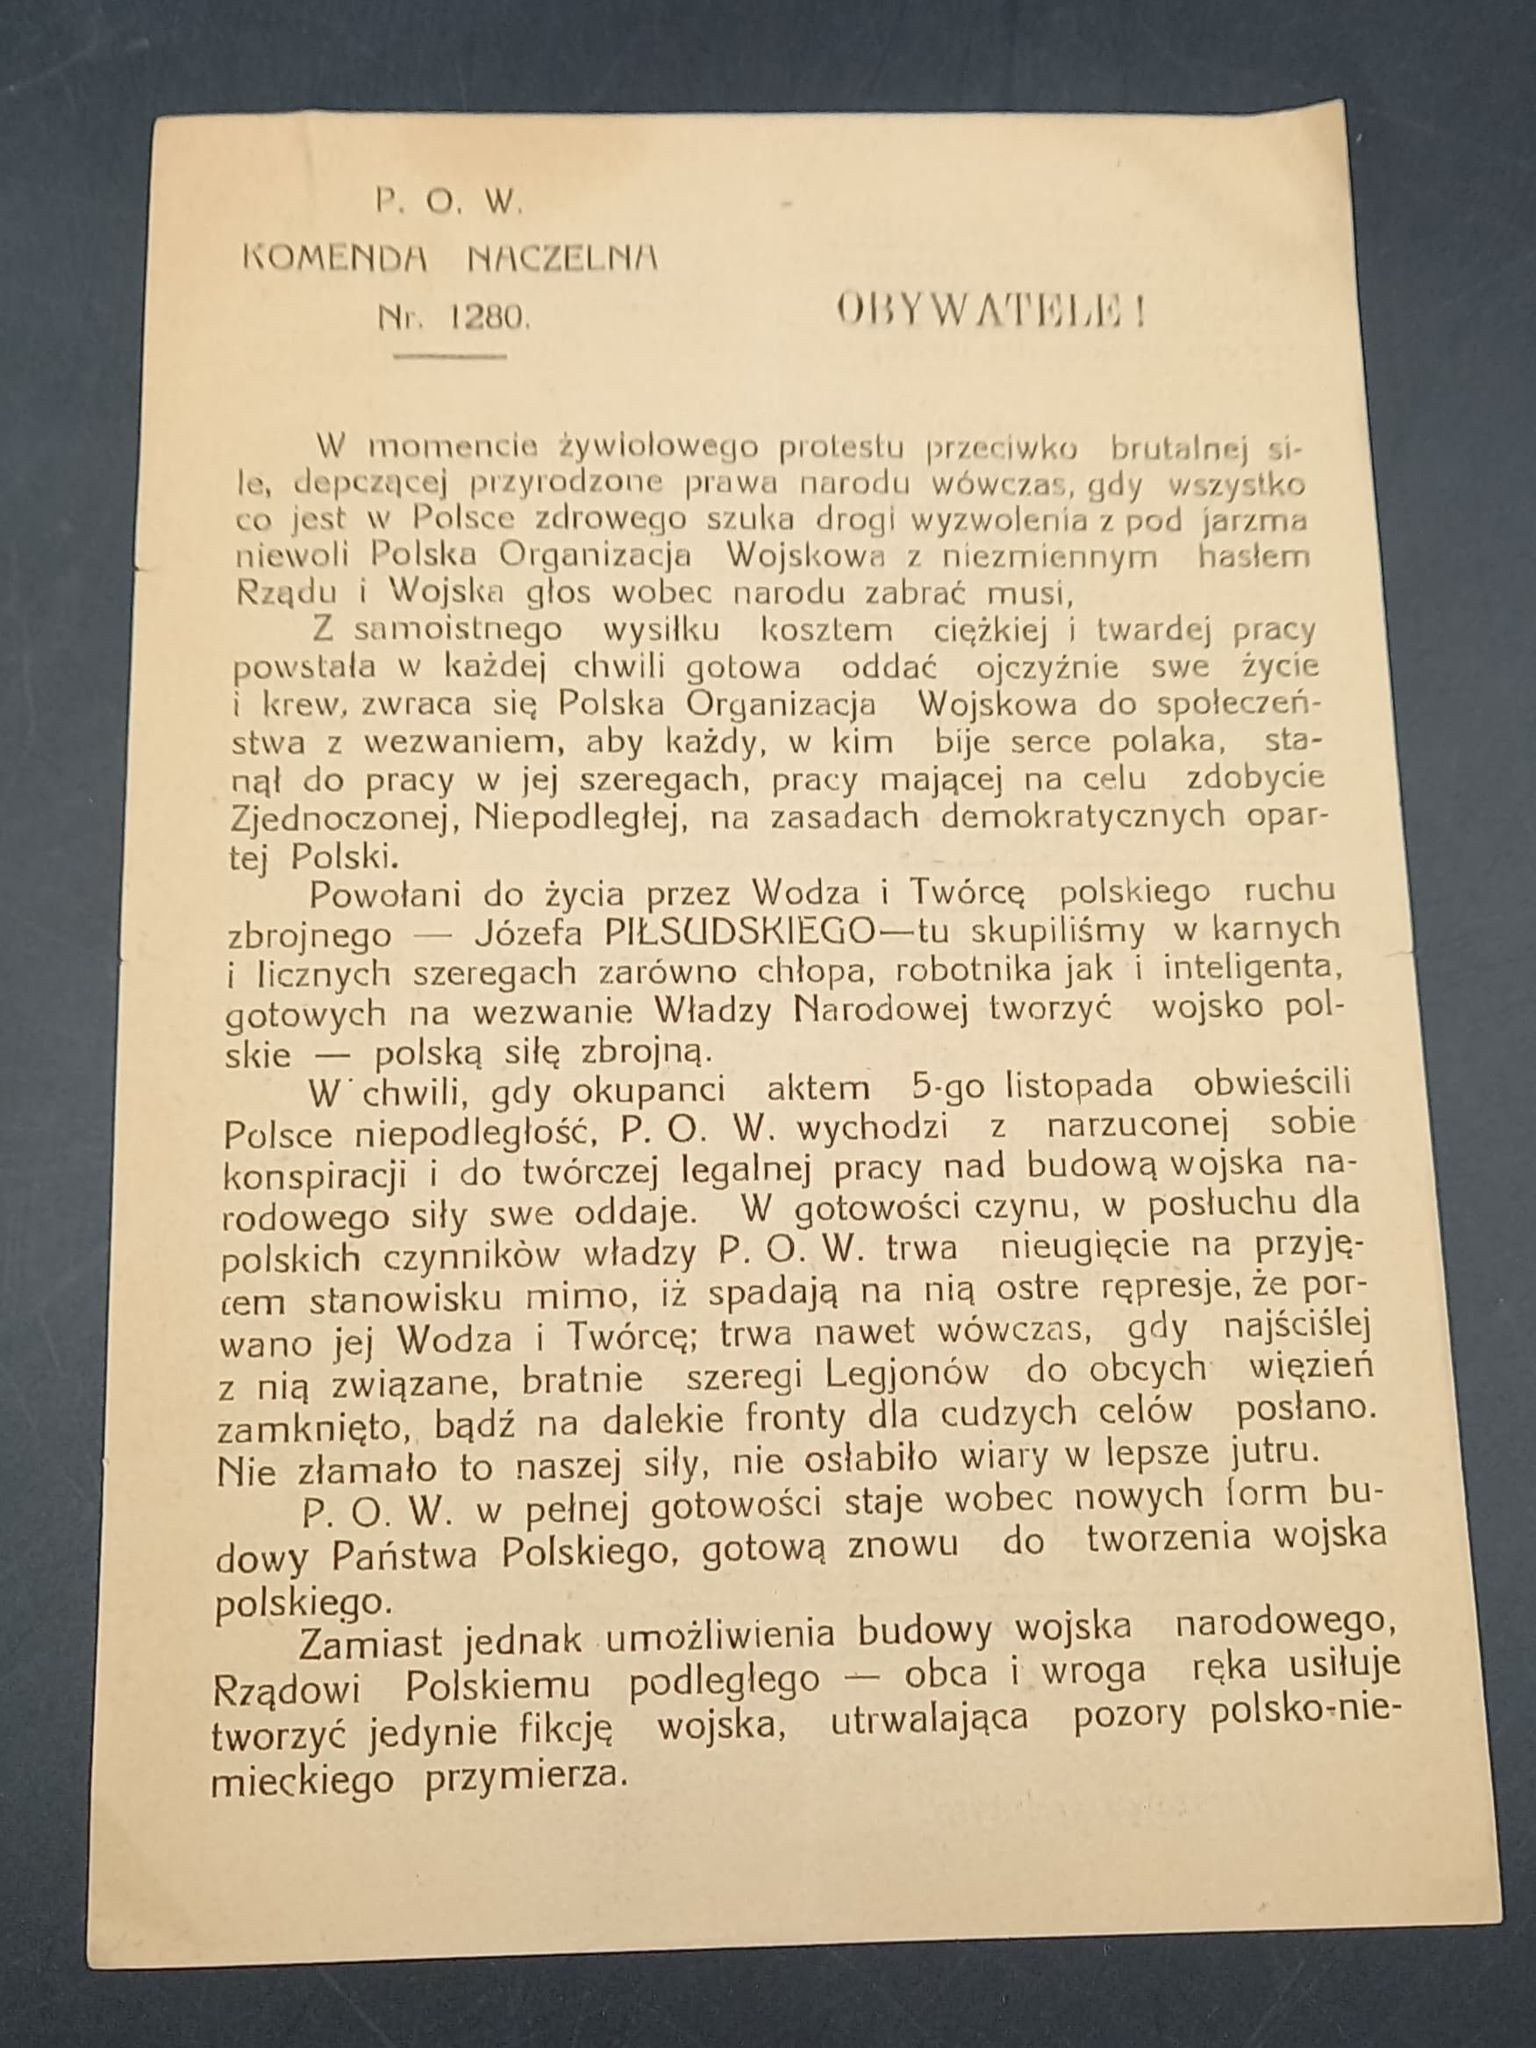 P. O. W.
KOMENDA NACZELNA
Nr. 1280.
OBYWATELE!
W momencie żywiołowego protestu przeciwko brutalnej si-
le, depczącej przyrodzone prawa narodu wówczas, gdy wszystko
co jest w Polsce zdrowego szuka drogi wyzwolenia z pod jarzma
niewoli Polska Organizacja Wojskowa z niezmiennym hasłem
Rządu i Wojska głos wobec narodu zabrać musi,
Z samoistnego wysiłku kosztem ciężkiej i twardej pracy
powstała w każdej chwili gotowa oddać ojczyźnie swe życie
i krew, zwraca się Polska Organizacja Wojskowa do społeczeń-
stwa z wezwaniem, aby każdy, w kim bije serce polaka, sta-
nął do pracy w jej szeregach, pracy mającej na celu zdobycie
Zjednoczonej, Niepodległej, na zasadach demokratycznych opar-
tej Polski.
Powołani do życia przez Wodza i Twórcę polskiego ruchu
zbrojnego — Józefa PIŁSUDSKIEGO—tu skupiliśmy w karnych
i licznych szeregach zarówno chłopa, robotnika jak i inteligenta,
gotowych na wezwanie Władzy Narodowej tworzyć wojsko pol-
skie — polską siłę zbrojną.
W chwili, gdy okupanci aktem 5-go listopada obwieścili
Polsce niepodległość, P. O. W. wychodzi z narzuconej sobie
konspiracji i do twórczej legalnej pracy nad budową wojska na-
rodowego siły swe oddaje. W gotowości czynu, w posłuchu dla
polskich czynnikòw władzy P. O. W. trwa nieugięcie na przyję-
tem stanowisku mimo, iż spadają na nią ostre rępresje, że por-
wano jej Wodza i Twórcę; trwa nawet wówczas, gdy najściślej
z nią związane, bratnie szeregi Legjonów do obcych więzień
zamknięto, bądź na dalekie fronty dla cudzych celów posłano.
Nie złamało to naszej siły, nie osłabiło wiary w lepsze jutru.
P. O. W. w pełnej gotowości staje wobec nowych form bu-
dowy Państwa Polskiego, gotową znowu do tworzenia wojska
polskiego.
Zamiast jednak umożliwienia budowy wojska narodowego,
Rządowi Polskiemu podległego — obca i wroga ręka usiłuje
tworzyć jedynie fikcję wojska, utrwalająca pozory polsko-nie-
mieckiego przymierza.